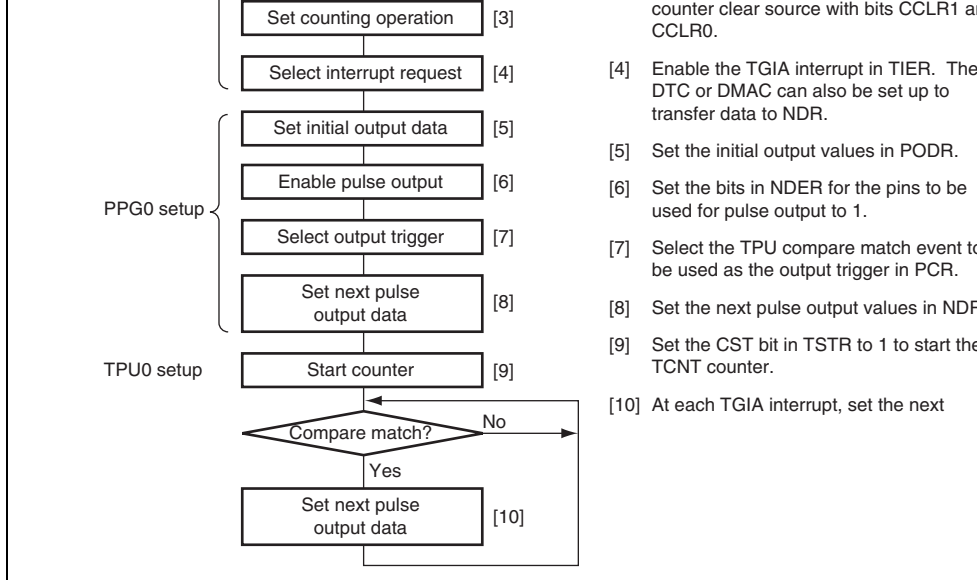 Set counting operation [3]
Select interrupt request [4]
Set initial output data [5]
Enable pulse output [6]
PPG0 setup
Select output trigger [7]
Set next pulse
output data [8]
TPU0 setup
Start counter [9]
Compare match?
No
Yes
Set next pulse
output data [10]
counter clear source with bits CCLR1
CCLR0.
[4] Enable the TGIA interrupt in TIER. The
DTC or DMAC can also be set up to
transfer data to NDR.
[5] Set the initial output values in PODR.
[6] Set the bits in NDER for the pins to be
used for pulse output to 1.
[7] Select the TPU compare match event to
be used as the output trigger in PCR.
[8] Set the next pulse output values in NDR
[9] Set the CST bit in TSTR to 1 to start the
TCNT counter.
[10] At each TGIA interrupt, set the next